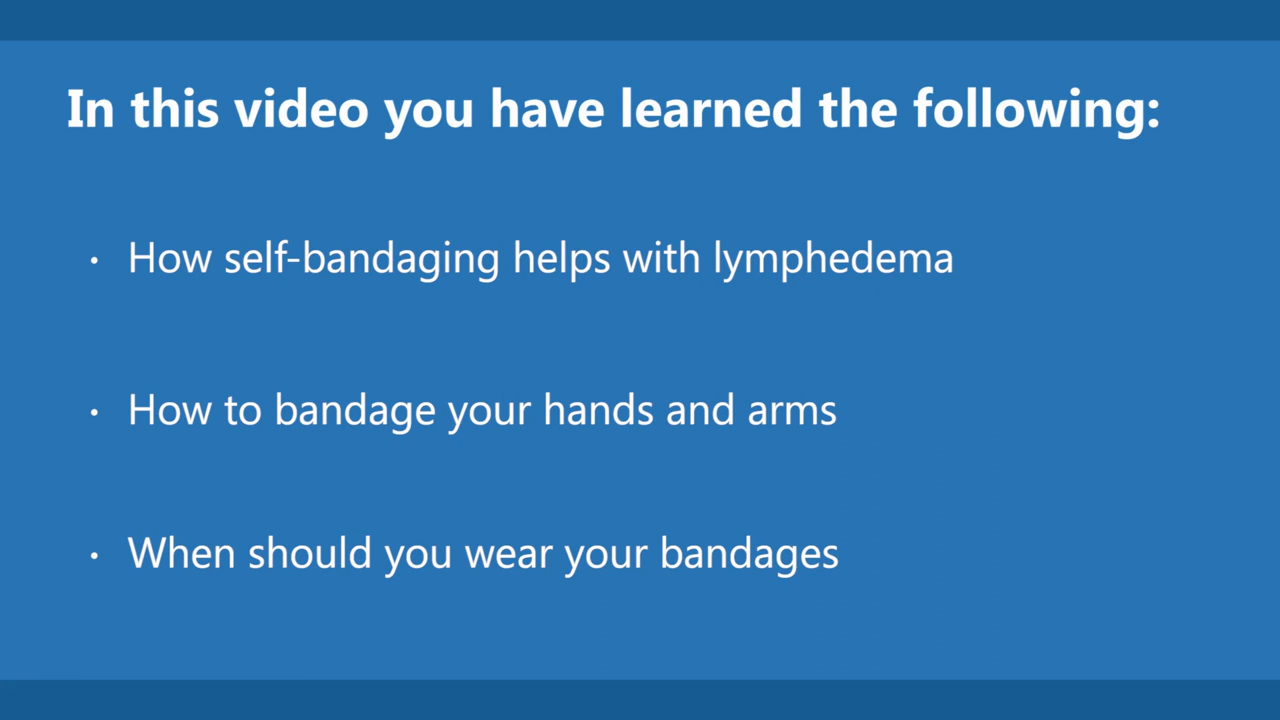 In this video you have learned the following:
· How self-bandaging helps with lymphedema
· How to bandage your hands and arms
· When should you wear your bandages